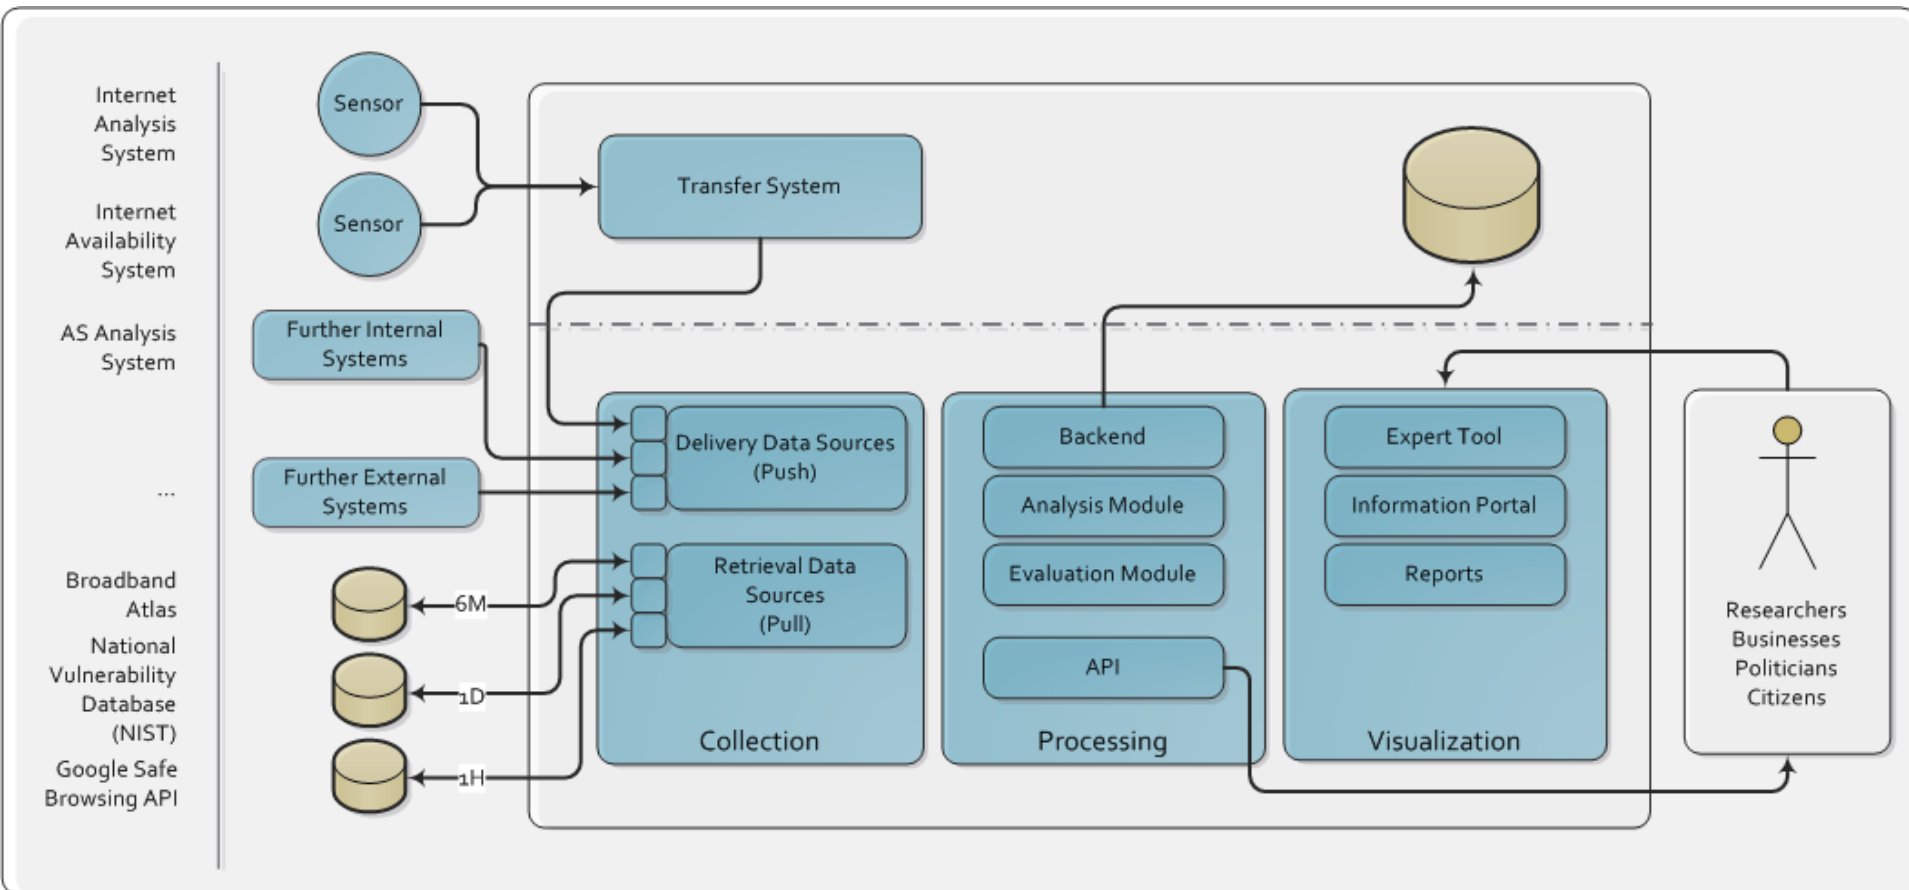 Internet
Analysis
System
Internet
Availability
System
AS Analysis
System
...
Broadband
Atlas
National
Vulnerability
Database
(NIST)
Google Safe
Browsing API
Sensor
Sensor
Further Internal
Systems
Further External
Systems
6M
1D
1H
Transfer System
Delivery Data Sources
(Push)
Retrieval Data
Sources
(Pull)
Collection
Backend
Analysis Module
Evaluation Module
API
Processing
Expert Tool
Information Portal
Reports
Visualization
Researchers
Businesses
Politicians
Citizens